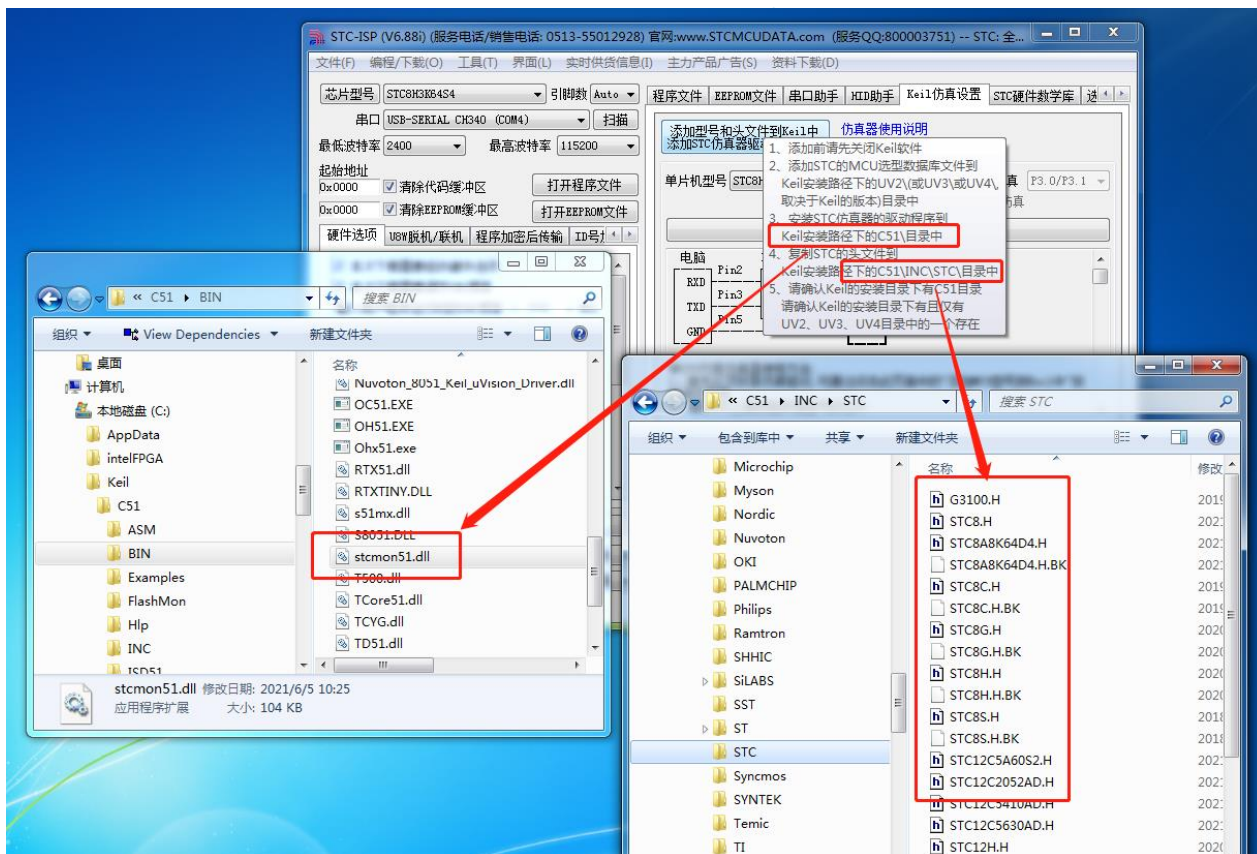 STC-ISP (V6.88i) (服务电话/销售电话: 0513-55012928) 官网:www.STCMCUDATA.com (服务QQ:800003751) -- STC: 全...
文件(F) 编程/下载(O) 工具(T) 界面(L) 实时供货信息(I) 主力产品广告(S) 资料下载(D)
芯片型号 STC8H3K64S4 引脚数 Auto
程序文件 EEPROM文件 串口助手 HID助手 Keil仿真设置 STC硬件数学库 选
串口 USB-SERIAL CH340 (COM4) 扫描
最低波特率 2400 最高波特率 115200
起始地址
0x0000 清除代码缓冲区 打开程序文件
0x0000 清除EEPROM缓冲区 打开EEPROM文件
硬件选项 U8W脱机/联机 程序加密后传输 ID号
添加型号和头文件到Keil中 仿真器使用说明
添加STC仿真器驱
单片机型号 STC8H
真 P3.0/P3.1
仿真
1、添加前请先关闭Keil软件
2、添加STC的MCU选型数据库文件到
Keil安装路径下的UV2\(或UV3\或UV4\,
取决于Keil的版本)目录中
3、安装STC仿真器的驱动程序到
Keil安装路径下的C51\目录中
4、复制STC的头文件到
Keil安装路径下的C51\INC\STC\目录中
5、请确认Keil的安装目录下有C51目录
请确认Keil的安装目录下有且仅有
UV2、UV3、UV4目录中的一个存在
电脑
RXD Pin2
TXD Pin3
GND Pin5
« C51 BIN
搜索 BIN
组织 View Dependencies 新建文件夹
桌面
计算机
本地磁盘 (C:)
AppData
intelFPGA
Keil
C51
ASM
BIN
Examples
FlashMon
Hlp
INC
ISD51
名称
Nuvoton_8051_Keil_uVision_Driver.dll
OC51.EXE
OH51.EXE
Ohx51.exe
RTX51.dll
RTXTINY.DLL
s51mx.dll
S8051.DLL
stcmon51.dll
T500.dll
TCore51.dll
TCYG.dll
TD51.dll
stcmon51.dll 修改日期: 2021/6/5 10:25
应用程序扩展 大小: 104 KB
« C51 INC STC
搜索 STC
组织 包含到库中 共享 新建文件夹
Microchip
Myson
Nordic
Nuvoton
OKI
PALMCHIP
Philips
Ramtron
SHHIC
SiLABS
SST
ST
STC
Syncmos
SYNTEK
Temic
TI
名称 修改
G3100.H 2019
STC8.H 202
STC8A8K64D4.H 202
STC8A8K64D4.H.BK 202
STC8C.H 2019
STC8C.H.BK 2019
STC8G.H 2020
STC8G.H.BK 2020
STC8H.H 2020
STC8H.H.BK 2020
STC8S.H 2018
STC8S.H.BK 2018
STC12C5A60S2.H 202
STC12C2052AD.H 202
STC12C5410AD.H 202
STC12C5630AD.H 202
STC12H.H 2020